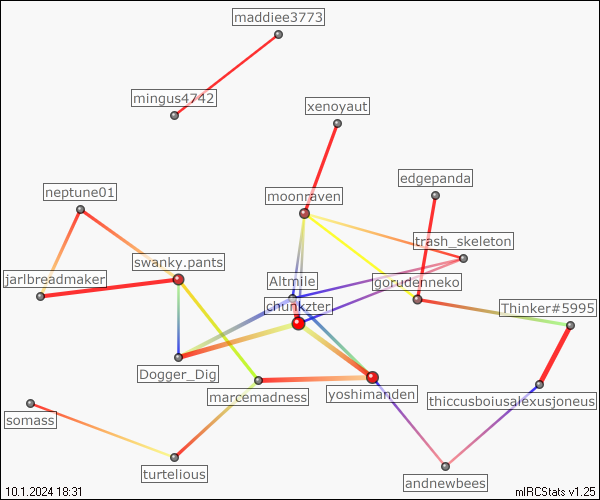 maddiee3773
mingus4742
xenoyaut
edgepanda
neptune01
moonraven
trash_skeleton
swanky.pants
jarlbreadmaker
Altmile
gorodenneko
chunkzter
Thinker#5995
Dogger_Dig
marcemadness
yoshimanden
thiccusboiusalexusjoneus
somass
turtelious
andnewbees
10.1.2024 18:31
mIRCStats v1.25